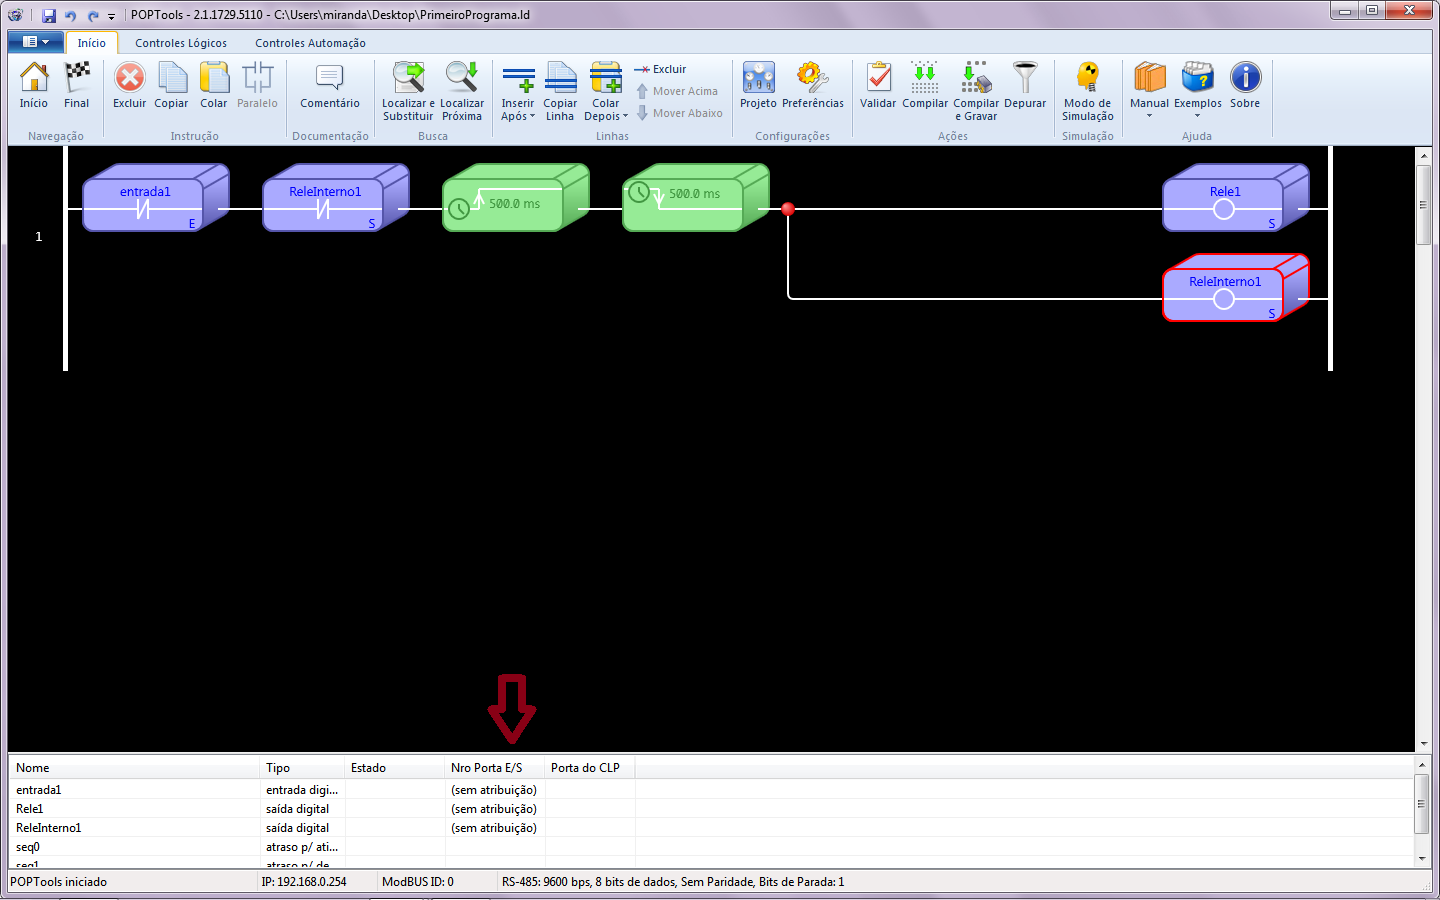 POPTools - 2.1.1729.5110 - C:\Users\miranda\Desktop\PrimeiroPrograma.ld
Início Controles Lógicos Controles Automação
Início Final Excluir Copiar Colar Paralelo Comentário Localizar e Substituir Localizar Próxima Inserir Após Copiar Linha Colar Depois Excluir Mover Acima Mover Abaixo Projeto Preferências Validar Compilar Compilar e Gravar Depurar Modo de Simulação Manual Exemplos Sobre
Navegação Instrução Documentação Busca Linhas Configurações Ações Simulação Ajuda
entrada1 ReleInterno1 500.0 ms 500.0 ms Rele1
E S S
1
ReleInterno1
S
Nome Tipo Estado Nro Porta E/S Porta do CLP
entrada1 entrada digi... (sem atribuição)
Rele1 saída digital (sem atribuição)
ReleInterno1 saída digital (sem atribuição)
seq0 atraso p/ ati...
seq1 atraso p/ de...
POPTools iniciado IP: 192.168.0.254 ModBUS ID: 0 RS-485: 9600 bps, 8 bits de dados, Sem Paridade, Bits de Parada: 1